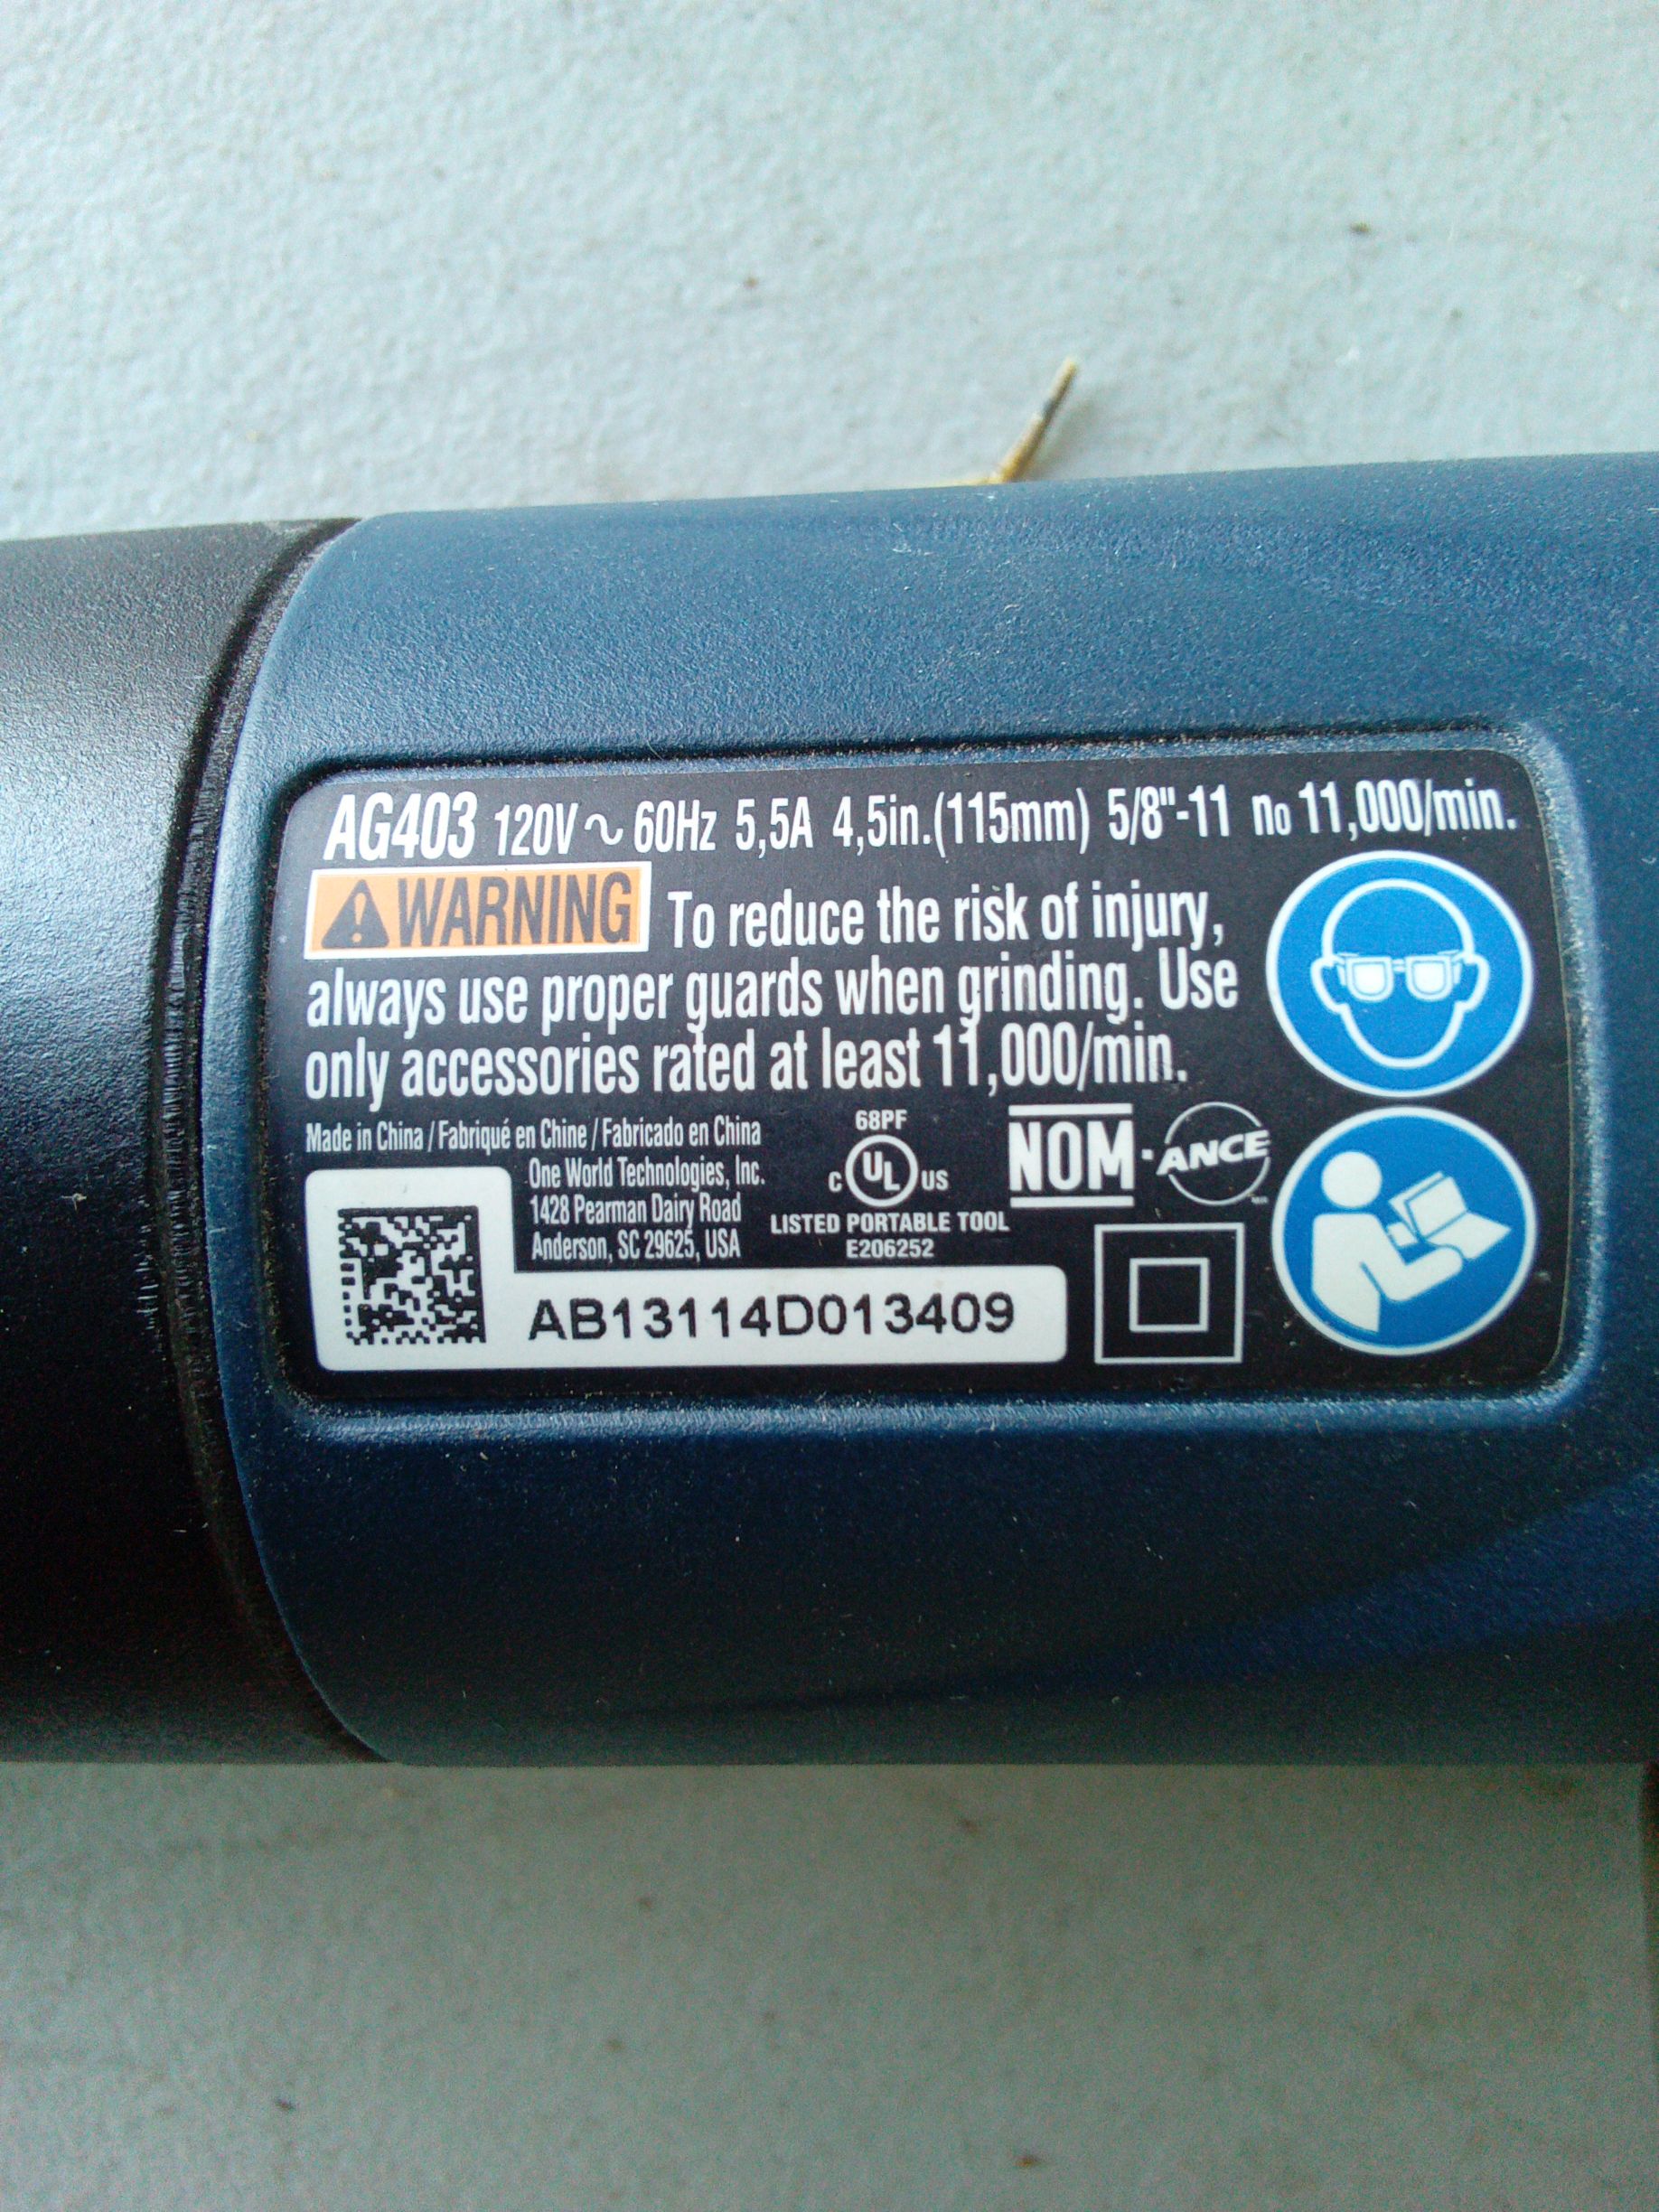 AG403 120V ~ 60Hz 5,5A 4,5in.(115mm) 5/8"-11 no 11,000/min.
WARNING To reduce the risk of injury,
always use proper guards when grinding. Use
only accessories rated at least 11,000/min.
Made in China / Fabriqué en Chine / Fabricado en China
One World Technologies, Inc.
1428 Pearman Dairy Road
Anderson, SC 29625, USA
68PF
C UL US
LISTED PORTABLE TOOL
E206252
NOM-ANCE
AB13114D013409